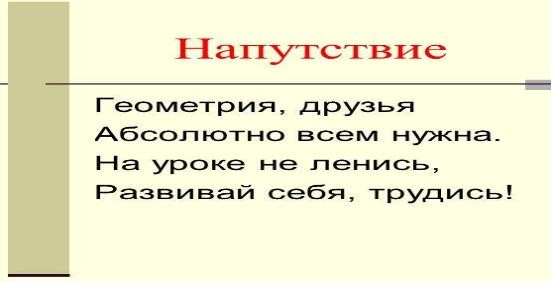 Напутствие
Геометрия, друзья
Абсолютно всем нужна.
На уроке не ленись,
Развивай себя, трудись!